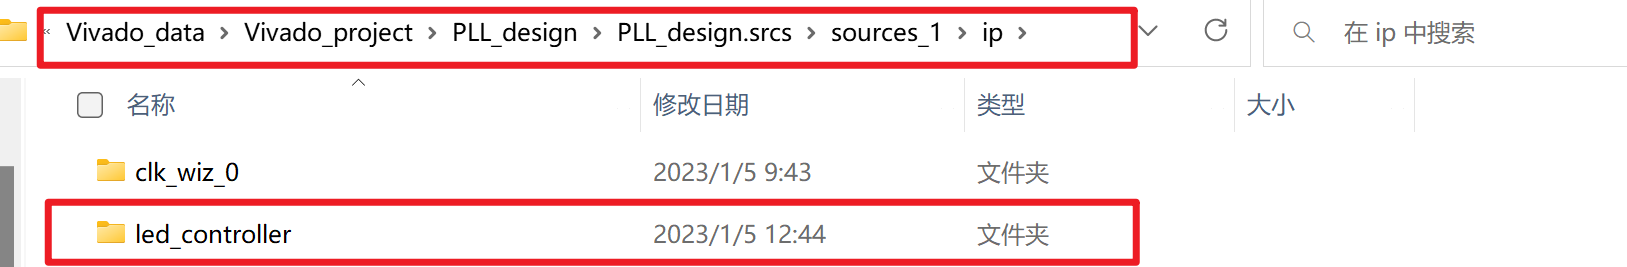 « Vivado_data > Vivado_project > PLL_design > PLL_design.srcs > sources_1 > ip > 在 ip 中搜索
名称 修改日期 类型 大小
clk_wiz_0 2023/1/5 9:43 文件夹
led_controller 2023/1/5 12:44 文件夹